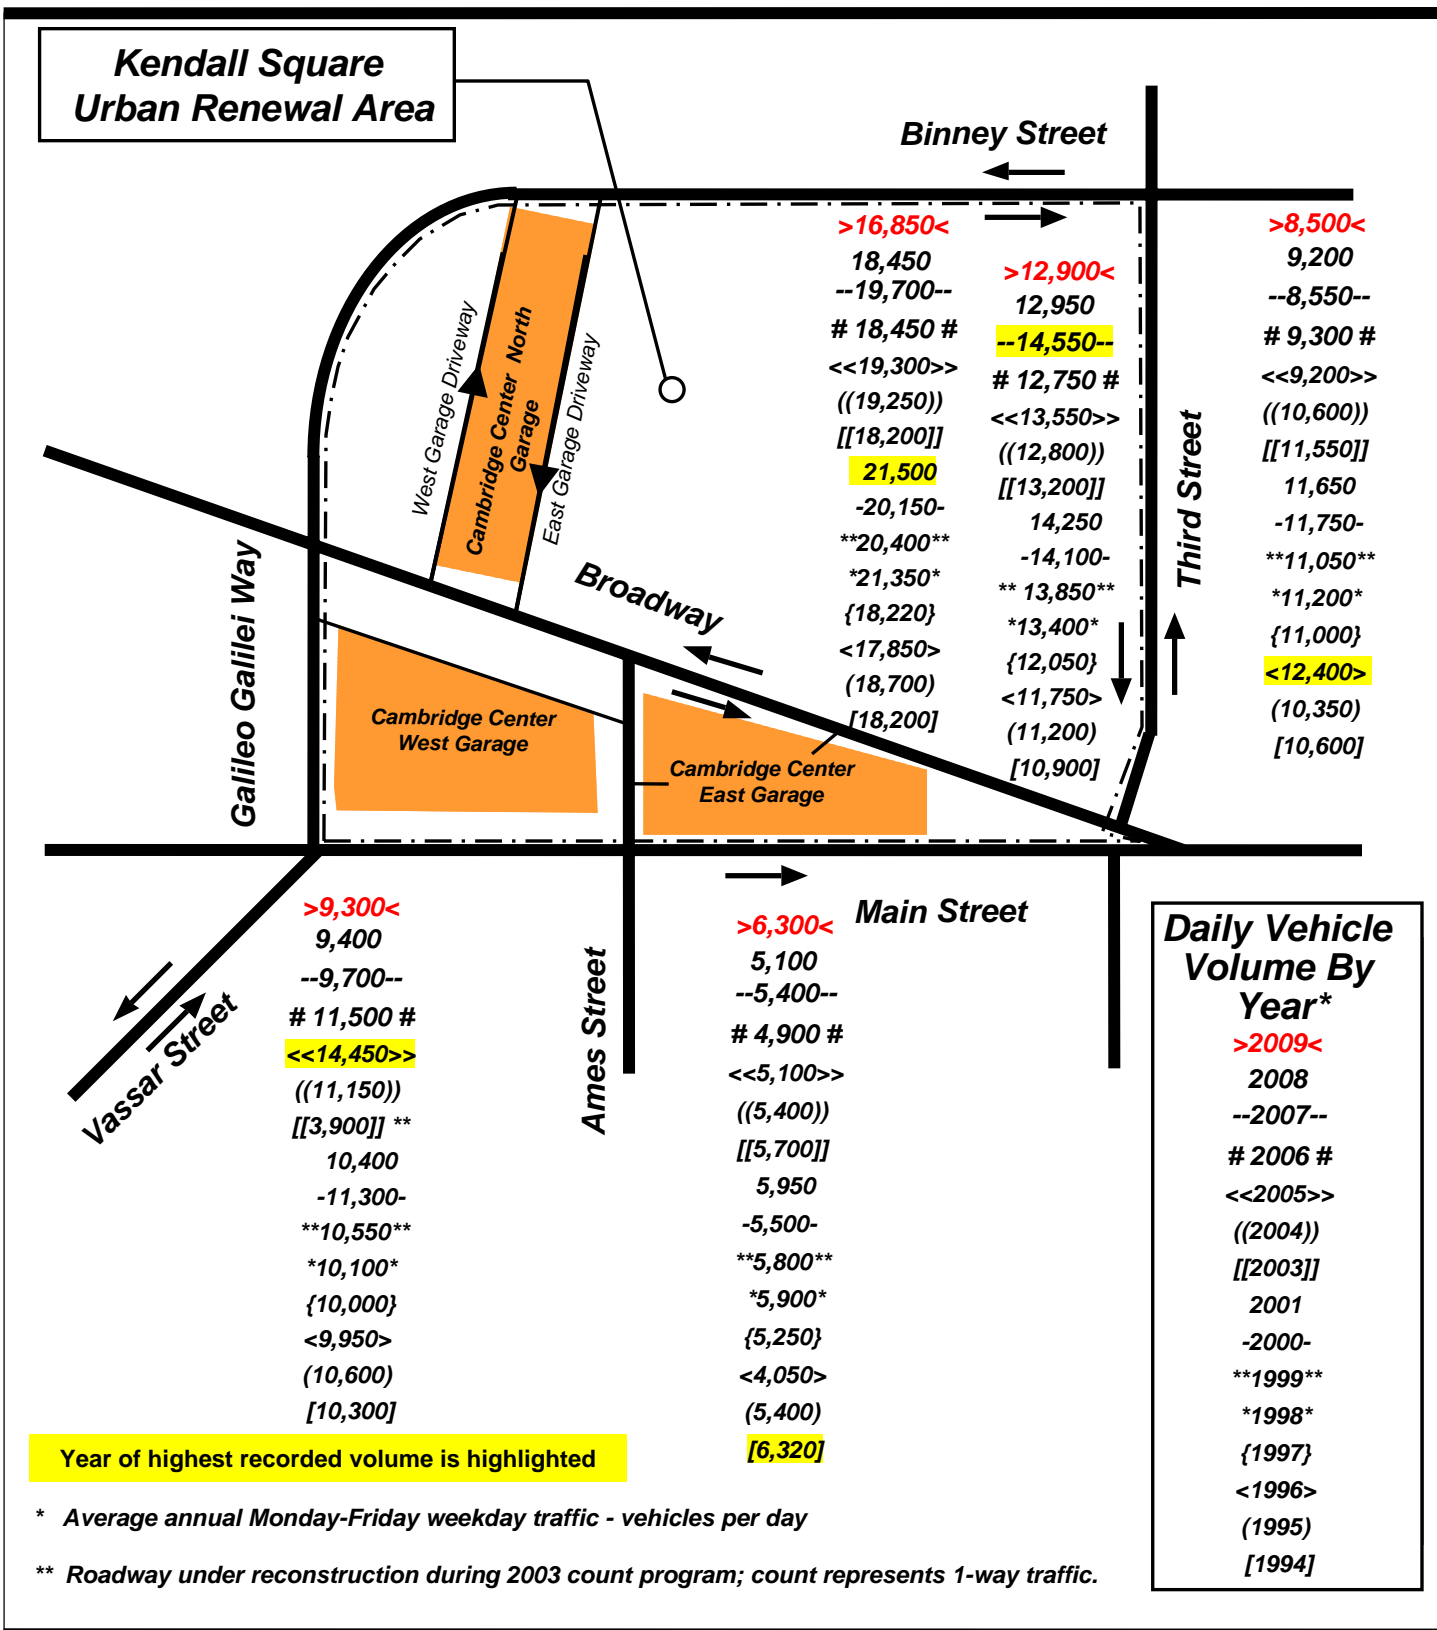 Kendall Square
Urban Renewal Area
Binney Street
>16,850<
18,450
--19,700--
# 18,450 #
<<19,300>>
((19,250))
[[18,200]]
21,500
-20,150-
**20,400**
*21,350*
{18,220}
<17,850>
(18,700)
[18,200]
>12,900<
12,950
--14,550--
# 12,750 #
<<13,550>>
((12,800))
[[13,200]]
14,250
-14,100-
** 13,850**
*13,400*
{12,050}
<11,750>
(11,200)
[10,900]
>8,500<
9,200
--8,550--
# 9,300 #
<<9,200>>
((10,600))
[[11,550]]
11,650
-11,750-
**11,050**
*11,200*
{11,000}
<12,400>
(10,350)
[10,600]
West Garage Driveway
Cambridge Center North
Garage
East Garage Driveway
Third Street
Broadway
Galileo Galilei Way
Cambridge Center
West Garage
Cambridge Center
East Garage
Main Street
Vassar Street
Ames Street
>9,300<
9,400
--9,700--
# 11,500 #
<<14,450>>
((11,150))
[[3,900]] **
10,400
-11,300-
**10,550**
*10,100*
{10,000}
<9,950>
(10,600)
[10,300]
>6,300<
5,100
--5,400--
# 4,900 #
<<5,100>>
((5,400))
[[5,700]]
5,950
-5,500-
**5,800**
*5,900*
{5,250}
<4,050>
(5,400)
[6,320]
Daily Vehicle
Volume By
Year*
>2009<
2008
--2007--
# 2006 #
<<2005>>
((2004))
[[2003]]
2001
-2000-
**1999**
*1998*
{1997}
<1996>
(1995)
[1994]
Year of highest recorded volume is highlighted
* Average annual Monday-Friday weekday traffic - vehicles per day
** Roadway under reconstruction during 2003 count program; count represents 1-way traffic.